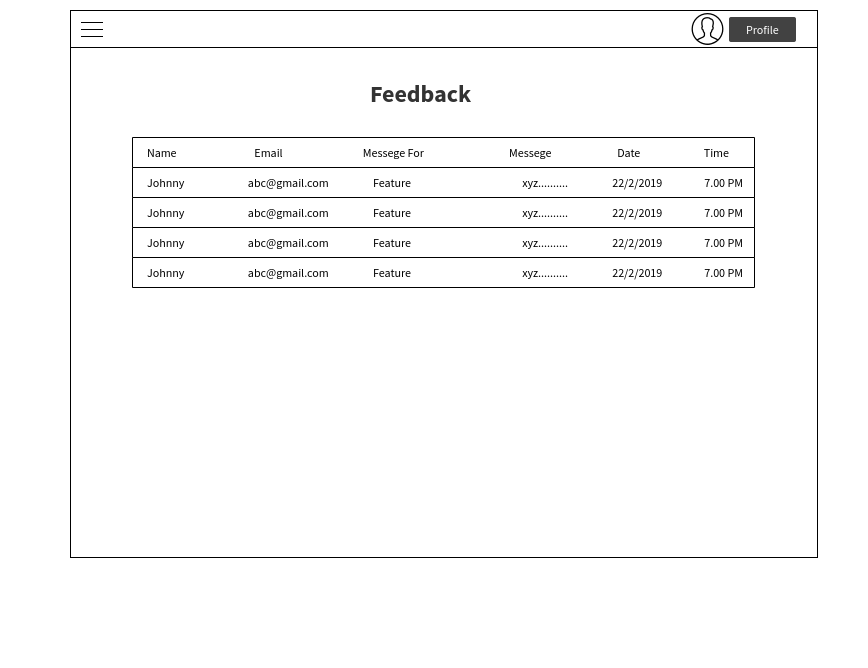 Profile
Feedback
Name Email Messege For Messege Date Time
Johnny abc@gmail.com Feature xyz.......... 22/2/2019 7.00 PM
Johnny abc@gmail.com Feature xyz.......... 22/2/2019 7.00 PM
Johnny abc@gmail.com Feature xyz.......... 22/2/2019 7.00 PM
Johnny abc@gmail.com Feature xyz.......... 22/2/2019 7.00 PM